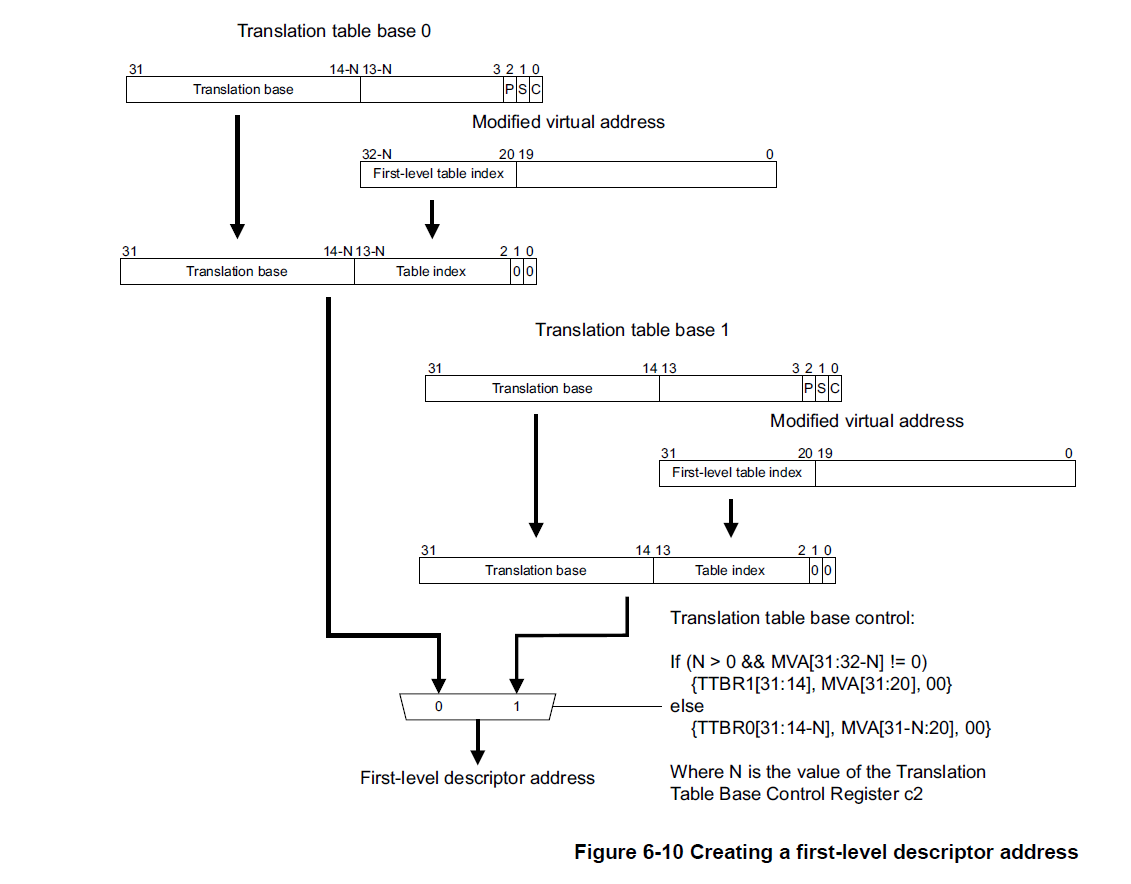 Translation table base 0
31 14-N 13-N 3 2 1 0
Translation base P S C
Modified virtual address
32-N 20 19 0
First-level table index
31 14-N 13-N 2 1 0
Translation base Table index 0 0
Translation table base 1
31 14 13 3 2 1 0
Translation base P S C
Modified virtual address
31 20 19 0
First-level table index
31 14 13 2 1 0
Translation base Table index 0 0
Translation table base control:
If (N > 0 && MVA[31:32-N] != 0)
{TTBR1[31:14], MVA[31:20], 00}
else
{TTBR0[31:14-N], MVA[31-N:20], 00}
Where N is the value of the Translation
Table Base Control Register c2
0 1
First-level descriptor address
Figure 6-10 Creating a first-level descriptor address